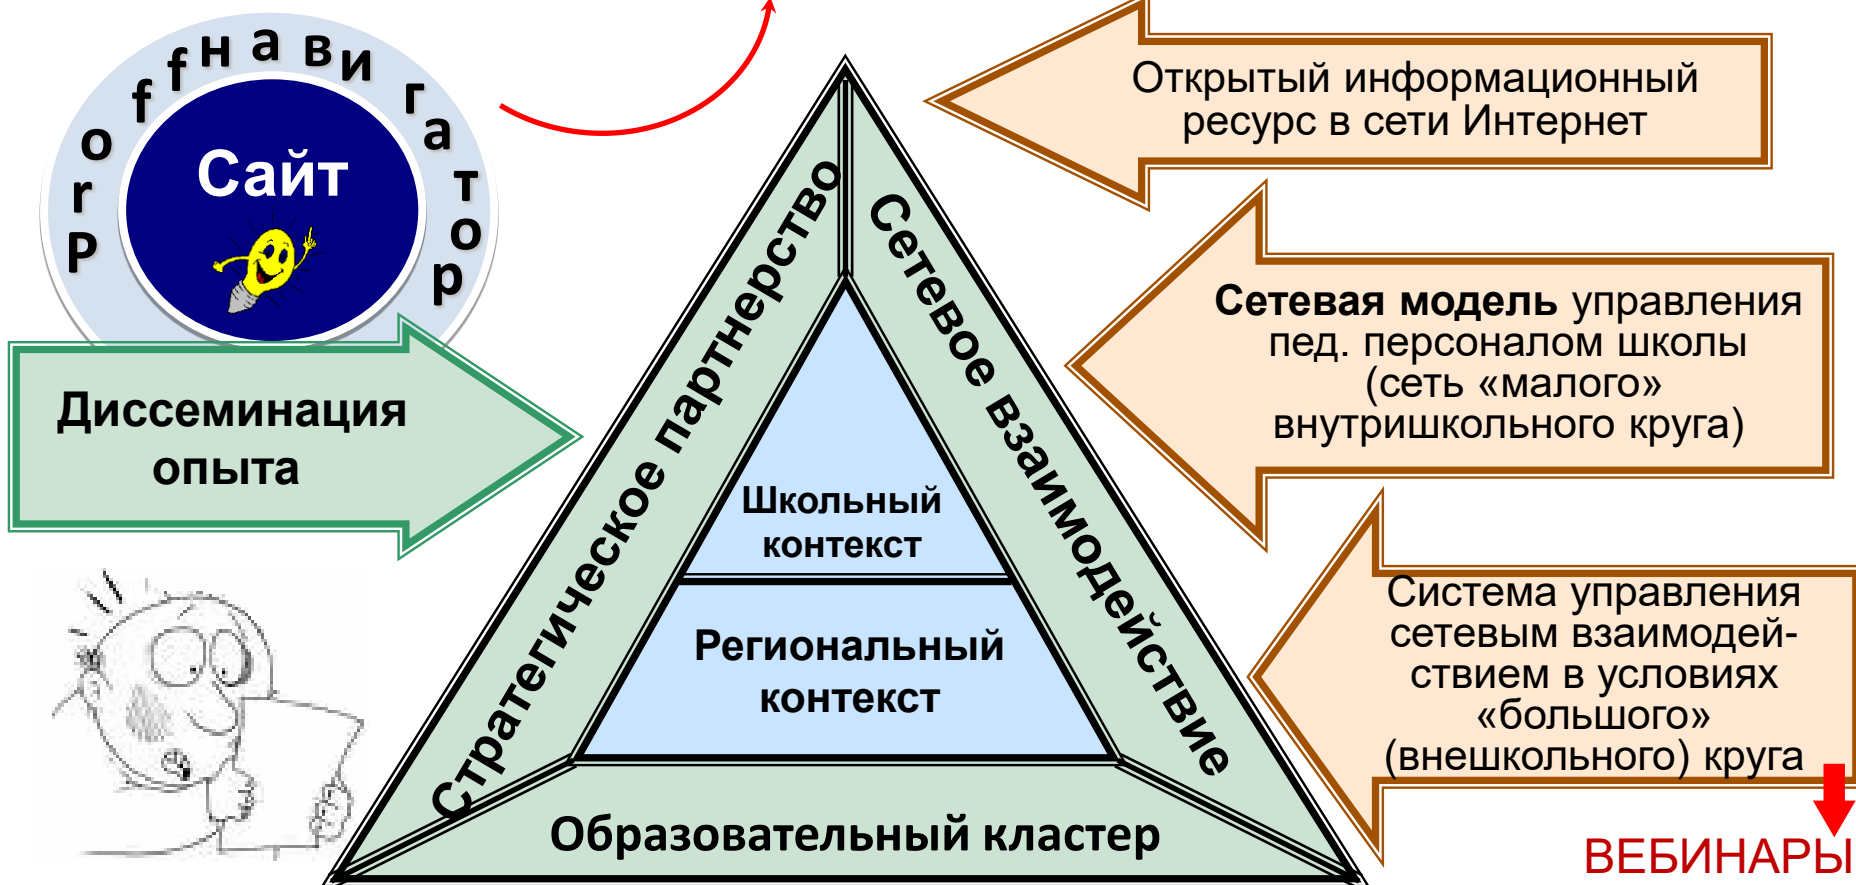 Proffнавигатор
Сайт
Диссеминация
опыта
Стратегическое партнерство
Сетевое взаимодействие
Школьный
контекст
Региональный
контекст
Образовательный кластер
Открытый информационный
ресурс в сети Интернет
Сетевая модель управления
пед. персоналом школы
(сеть «малого»
внутришкольного круга)
Система управления
сетевым взаимодей-
ствием в условиях
«большого»
(внешкольного) круга
ВЕБИНАРЫ